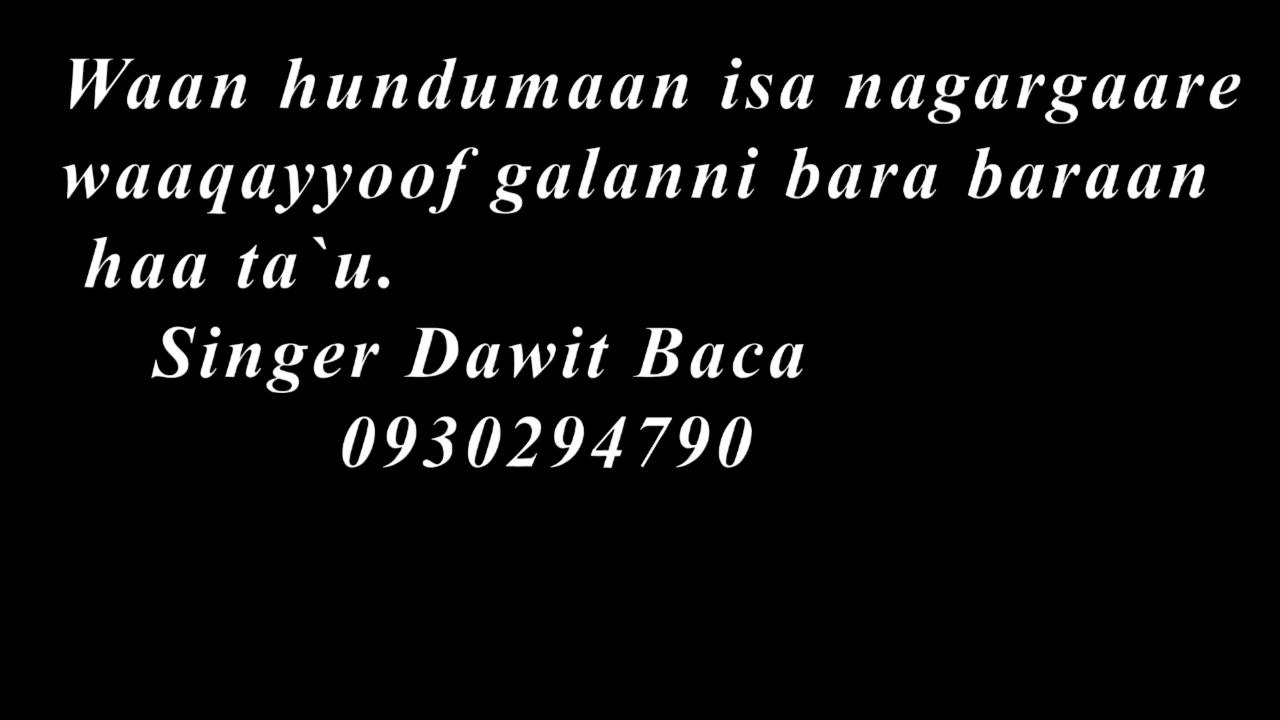 Waan hundumaan isa nagargaare
waaqayyoof galanni bara baraan
haa ta`u.
Singer Dawit Baca
0930294790